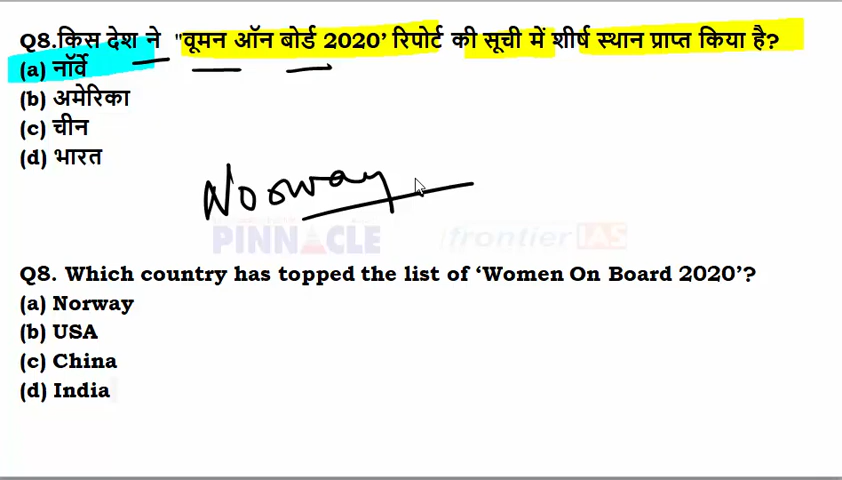 Q8.किस देश ने "वूमन ऑन बोर्ड 2020’ रिपोर्ट की सूची में शीर्ष स्थान प्राप्त किया है?
(a) नॉर्वे
(b) अमेरिका
(c) चीन
(d) भारत
Norway
PINNACLE frontier IAS
Q8. Which country has topped the list of ‘Women On Board 2020’?
(a) Norway
(b) USA
(c) China
(d) India